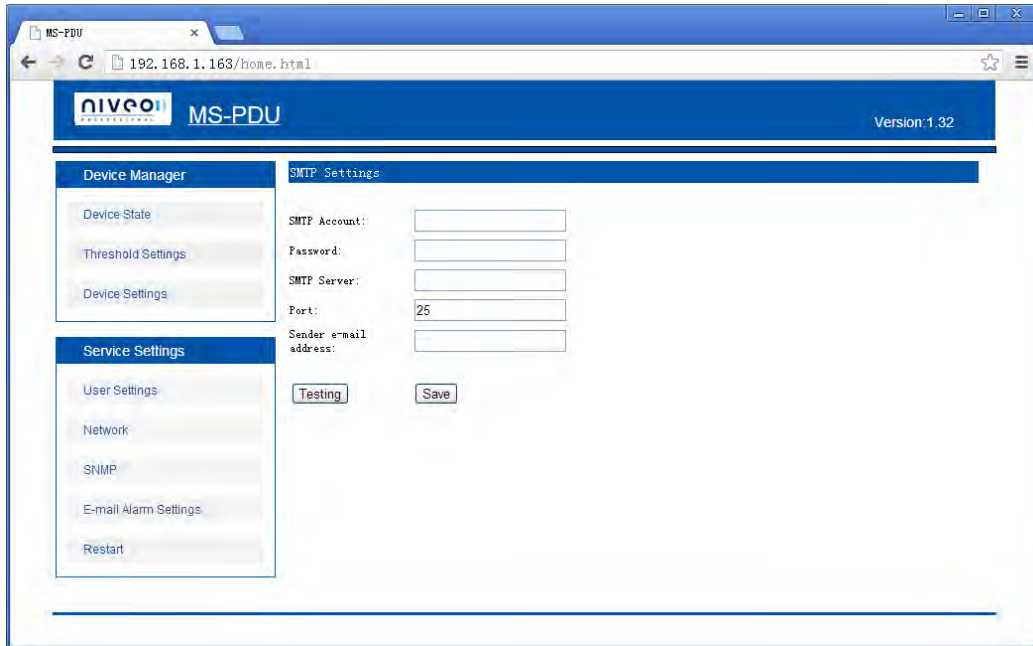 MS-PDU
192.168.1.163/home.html
niveo
PROFESSIONAL
MS-PDU
Version:1.32
Device Manager
Device State
Threshold Settings
Device Settings
Service Settings
User Settings
Network
SNMP
E-mail Alarm Settings
Restart
SMTP Settings
SMTP Account:
Password:
SMTP Server:
Port:
25
Sender e-mail
address:
Testing
Save